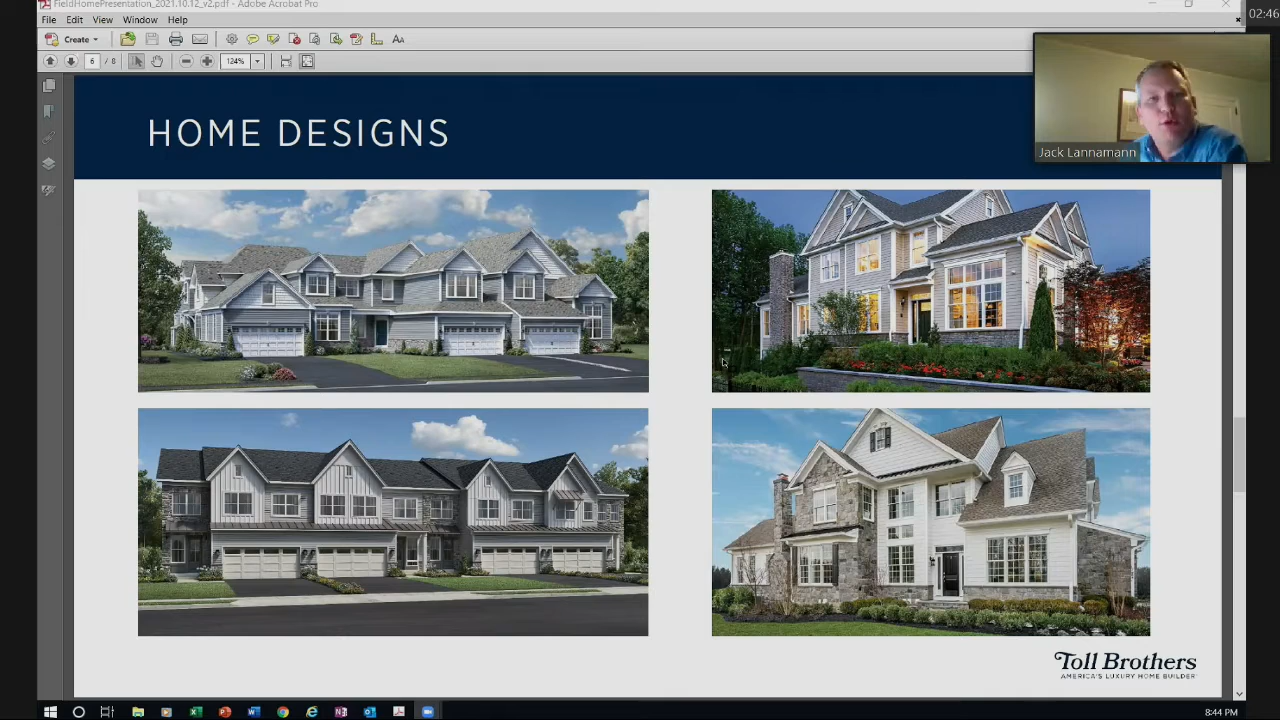 FieldHomePresentation_2021.10.12_v2.pdf - Adobe Acrobat Pro
02:46
File Edit View Window Help
Create
6 / 8
124%
HOME DESIGNS
Jack Lannamann
Toll Brothers
AMERICA'S LUXURY HOME BUILDER
8:44 PM